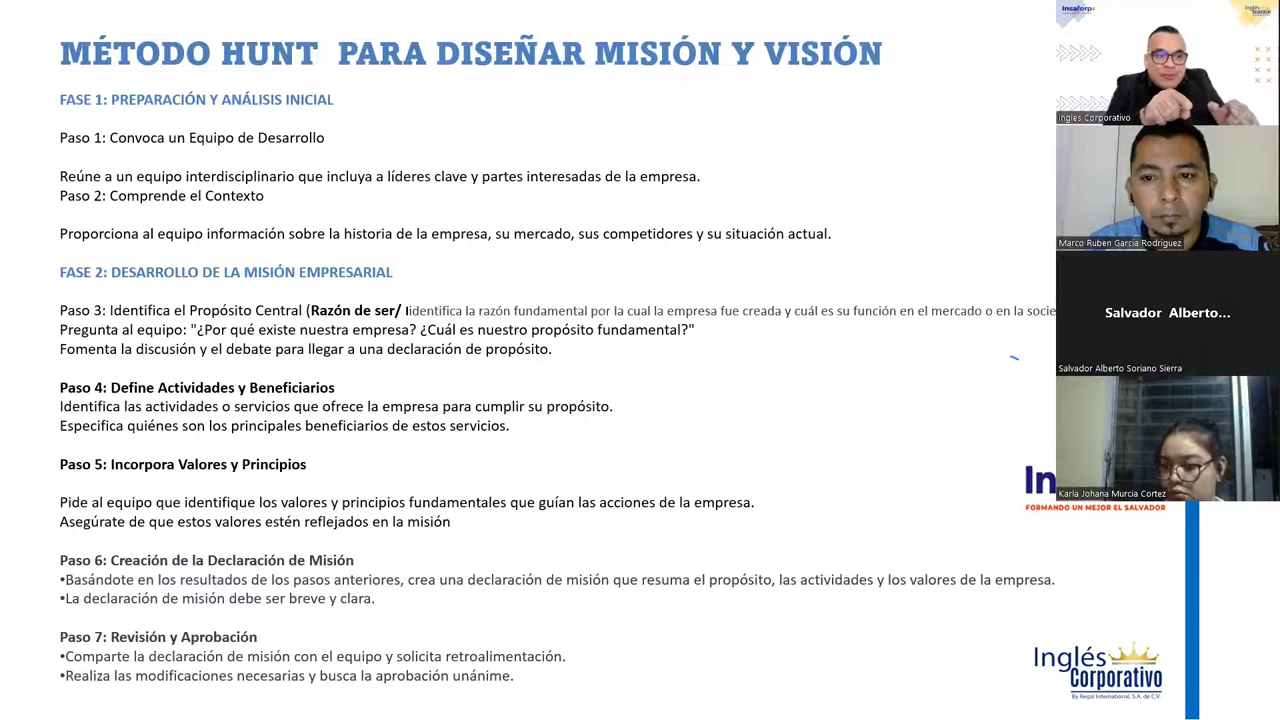 MÉTODO HUNT PARA DISEÑAR MISIÓN Y VISIÓN
FASE 1: PREPARACIÓN Y ANÁLISIS INICIAL
Paso 1: Convoca un Equipo de Desarrollo
Reúne a un equipo interdisciplinario que incluya a líderes clave y partes interesadas de la empresa.
Paso 2: Comprende el Contexto
Proporciona al equipo información sobre la historia de la empresa, su mercado, sus competidores y su situación actual.
FASE 2: DESARROLLO DE LA MISIÓN EMPRESARIAL
Paso 3: Identifica el Propósito Central (Razón de ser/ Iidentifica la razón fundamental por la cual la empresa fue creada y cuál es su función en el mercado o en la socie
Pregunta al equipo: "¿Por qué existe nuestra empresa? ¿Cuál es nuestro propósito fundamental?"
Fomenta la discusión y el debate para llegar a una declaración de propósito.
Paso 4: Define Actividades y Beneficiarios
Identifica las actividades o servicios que ofrece la empresa para cumplir su propósito.
Especifica quiénes son los principales beneficiarios de estos servicios.
Paso 5: Incorpora Valores y Principios
Pide al equipo que identifique los valores y principios fundamentales que guían las acciones de la empresa.
Asegúrate de que estos valores estén reflejados en la misión
Paso 6: Creación de la Declaración de Misión
•Basándote en los resultados de los pasos anteriores, crea una declaración de misión que resuma el propósito, las actividades y los valores de la empresa.
•La declaración de misión debe ser breve y clara.
Paso 7: Revisión y Aprobación
•Comparte la declaración de misión con el equipo y solicita retroalimentación.
•Realiza las modificaciones necesarias y busca la aprobación unánime.
Insaforp
Inglés Corporativo
Marco Ruben García Rodriguez
Salvador Alberto...
Salvador Alberto Soriano Sierra
Karla Johana Murcia Cortez
In
FORMANDO UN MEJOR EL SALVADOR
Inglés
Corporativo
By Regal International, S.A. de C.V.